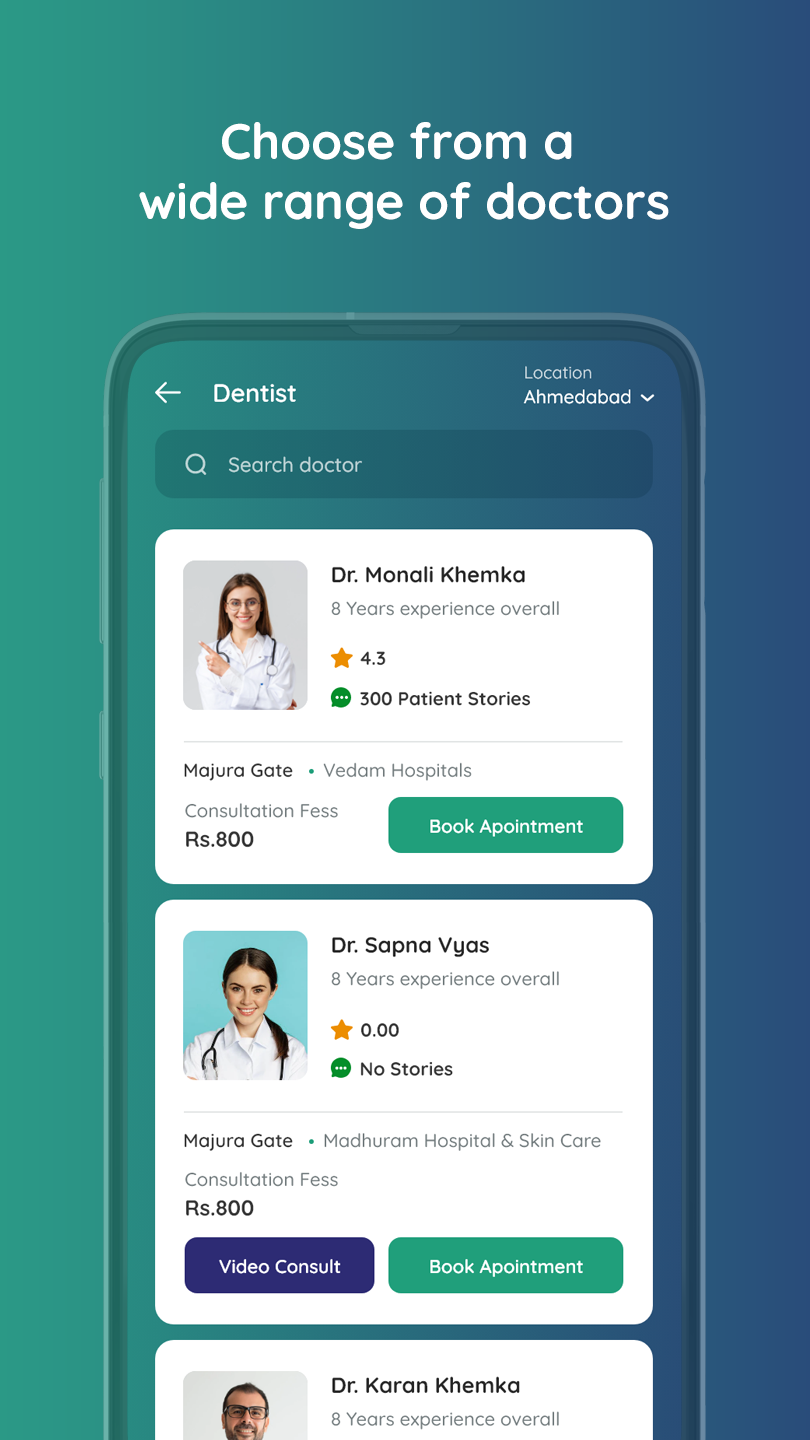 Choose from a
wide range of doctors
Dentist
Location
Ahmedabad
Search doctor
Dr. Monali Khemka
8 Years experience overall
4.3
300 Patient Stories
Majura Gate • Vedam Hospitals
Consultation Fess
Rs.800
Book Apointment
Dr. Sapna Vyas
8 Years experience overall
0.00
No Stories
Majura Gate • Madhuram Hospital & Skin Care
Consultation Fess
Rs.800
Video Consult
Book Apointment
Dr. Karan Khemka
8 Years experience overall